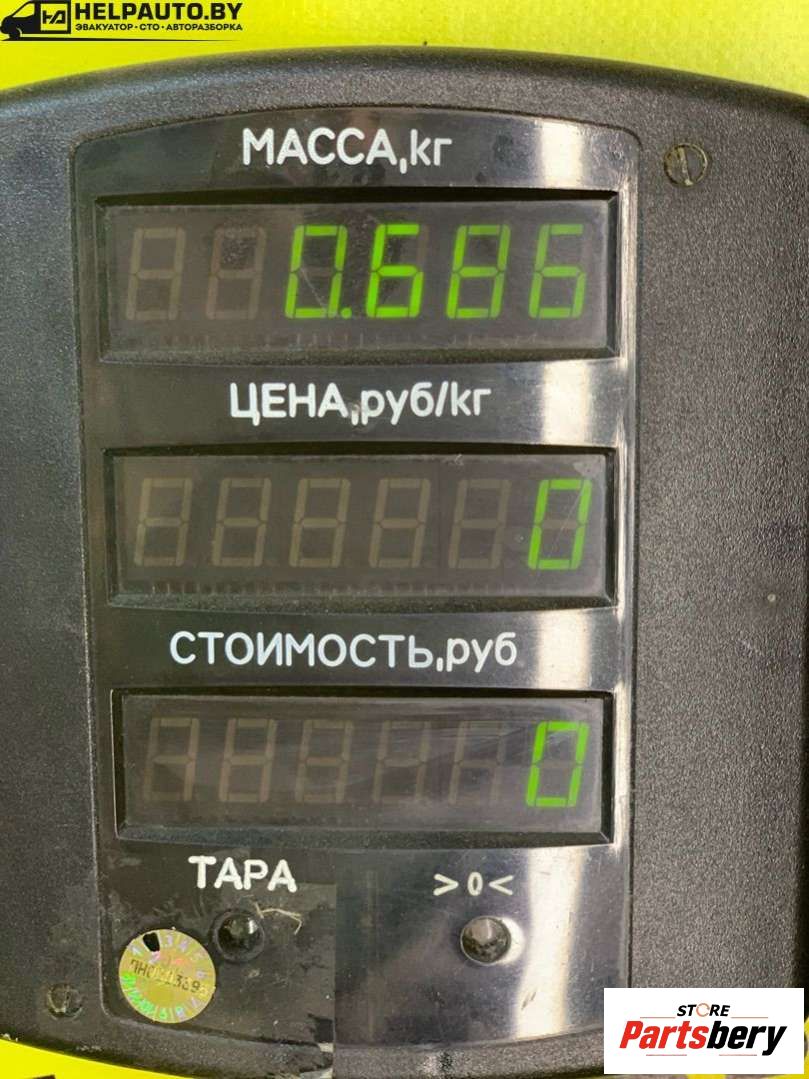 HELPAUTO.BY
ЭВАКУАТОР • СТО • АВТОРАЗБОРКА
МАССА,кг
0.686
ЦЕНА,руб/кг
0
СТОИМОСТЬ,руб
0
ТАРА >0<
STORE
Partsbery